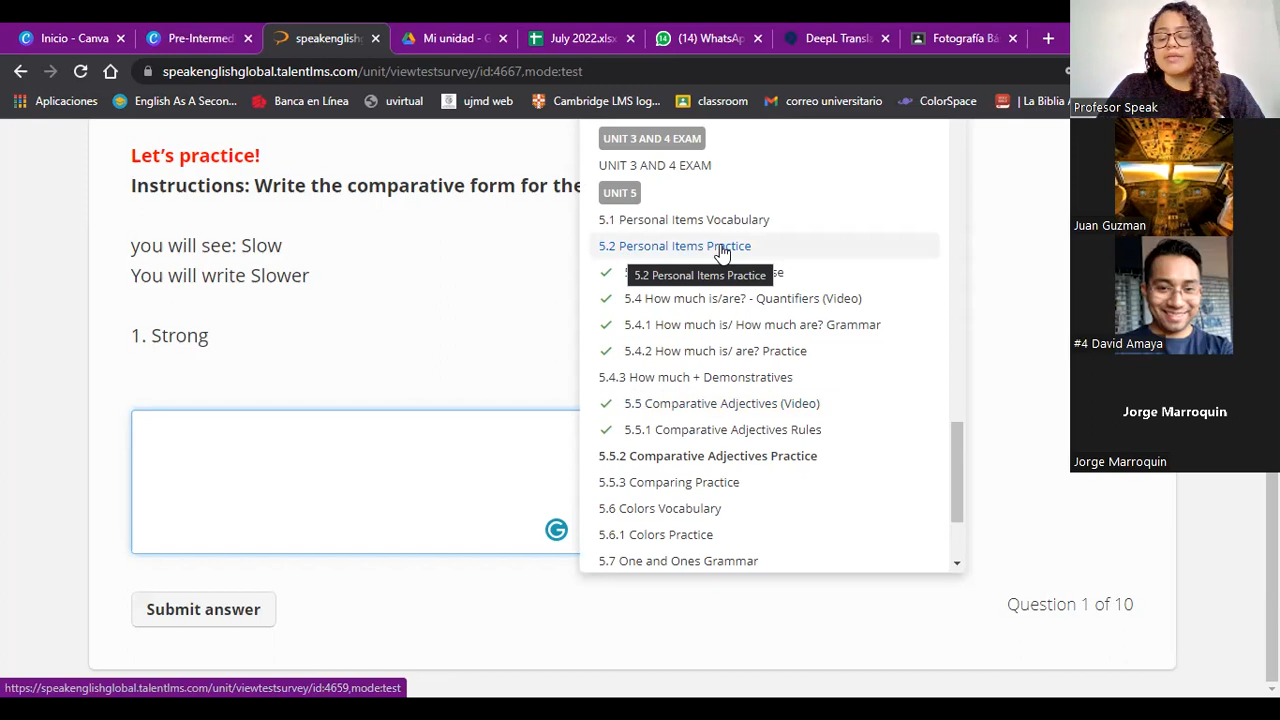 Inicio - Canva
Pre-Intermed
speakenglish
Mi unidad - G
July 2022.xlsx
(14) WhatsAp
DeepL Transla
Fotografía Bá
speakenglishglobal.talentlms.com/unit/viewtestsurvey/id:4667,mode:test
Aplicaciones
English As A Secon...
Banca en Línea
uvirtual
ujmd web
Cambridge LMS log...
classroom
correo universitario
ColorSpace
La Biblia
Profesor Speak
Juan Guzman
#4 David Amaya
Jorge Marroquin
Jorge Marroquin
Let's practice!
Instructions: Write the comparative form for the
you will see: Slow
You will write Slower
1. Strong
UNIT 3 AND 4 EXAM
UNIT 3 AND 4 EXAM
UNIT 5
5.1 Personal Items Vocabulary
5.2 Personal Items Practice
5.2 Personal Items Practice
5.4 How much is/are? - Quantifiers (Video)
5.4.1 How much is/ How much are? Grammar
5.4.2 How much is/ are? Practice
5.4.3 How much + Demonstratives
5.5 Comparative Adjectives (Video)
5.5.1 Comparative Adjectives Rules
5.5.2 Comparative Adjectives Practice
5.5.3 Comparing Practice
5.6 Colors Vocabulary
5.6.1 Colors Practice
5.7 One and Ones Grammar
Submit answer
Question 1 of 10
https://speakenglishglobal.talentlms.com/unit/viewtestsurvey/id:4659,mode:test